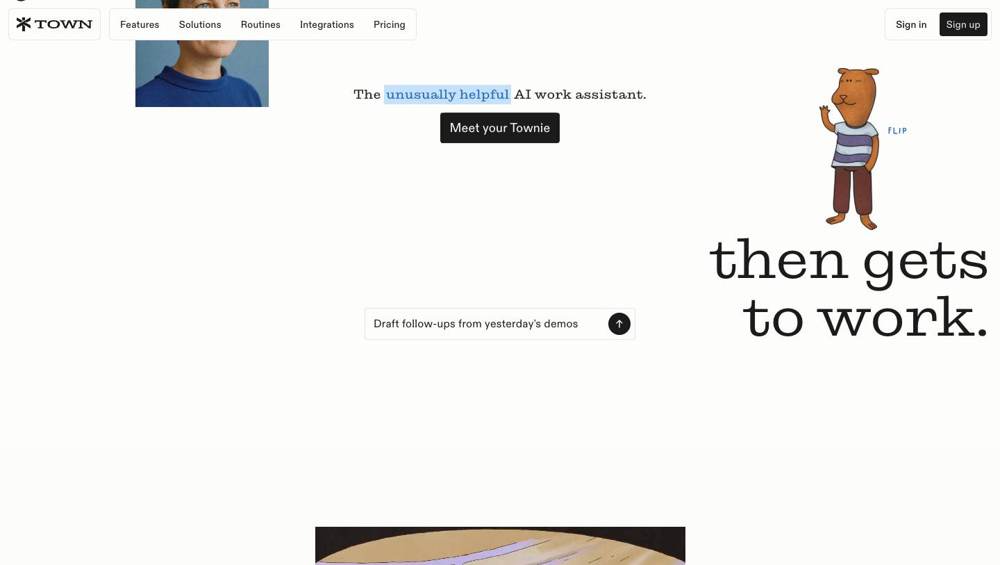 TOWN
Features Solutions Routines Integrations Pricing
Sign in Sign up
The unusually helpful AI work assistant.
Meet your Townie
FLIP
then gets
to work.
Draft follow-ups from yesterday's demos